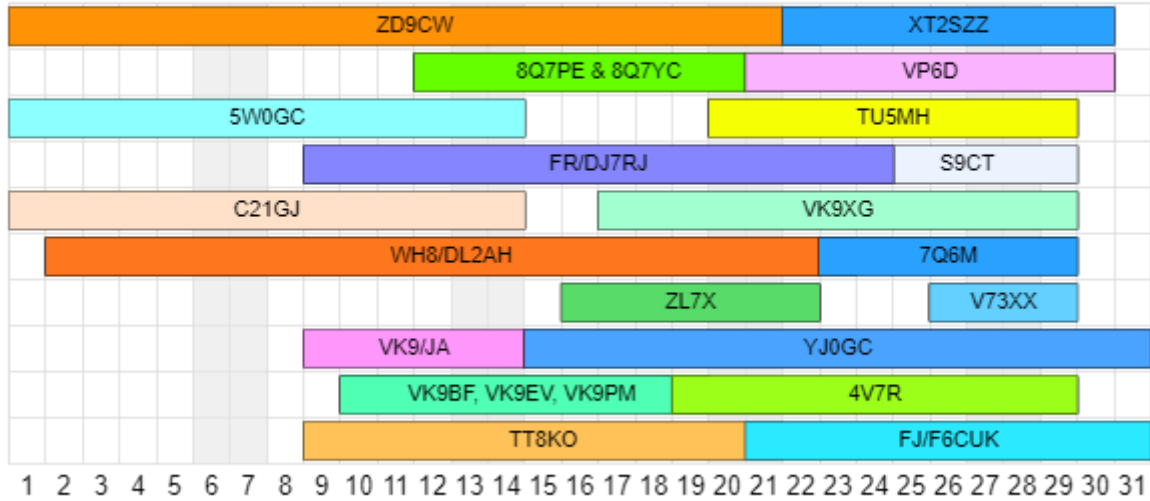 ZD9CW XT2SZZ
8Q7PE & 8Q7YC VP6D
5W0GC TU5MH
FR/DJ7RJ S9CT
C21GJ VK9XG
WH8/DL2AH 7Q6M
ZL7X V73XX
VK9/JA YJ0GC
VK9BF, VK9EV, VK9PM 4V7R
TT8KO FJ/F6CUK
1 2 3 4 5 6 7 8 9 10 11 12 13 14 15 16 17 18 19 20 21 22 23 24 25 26 27 28 29 30 31